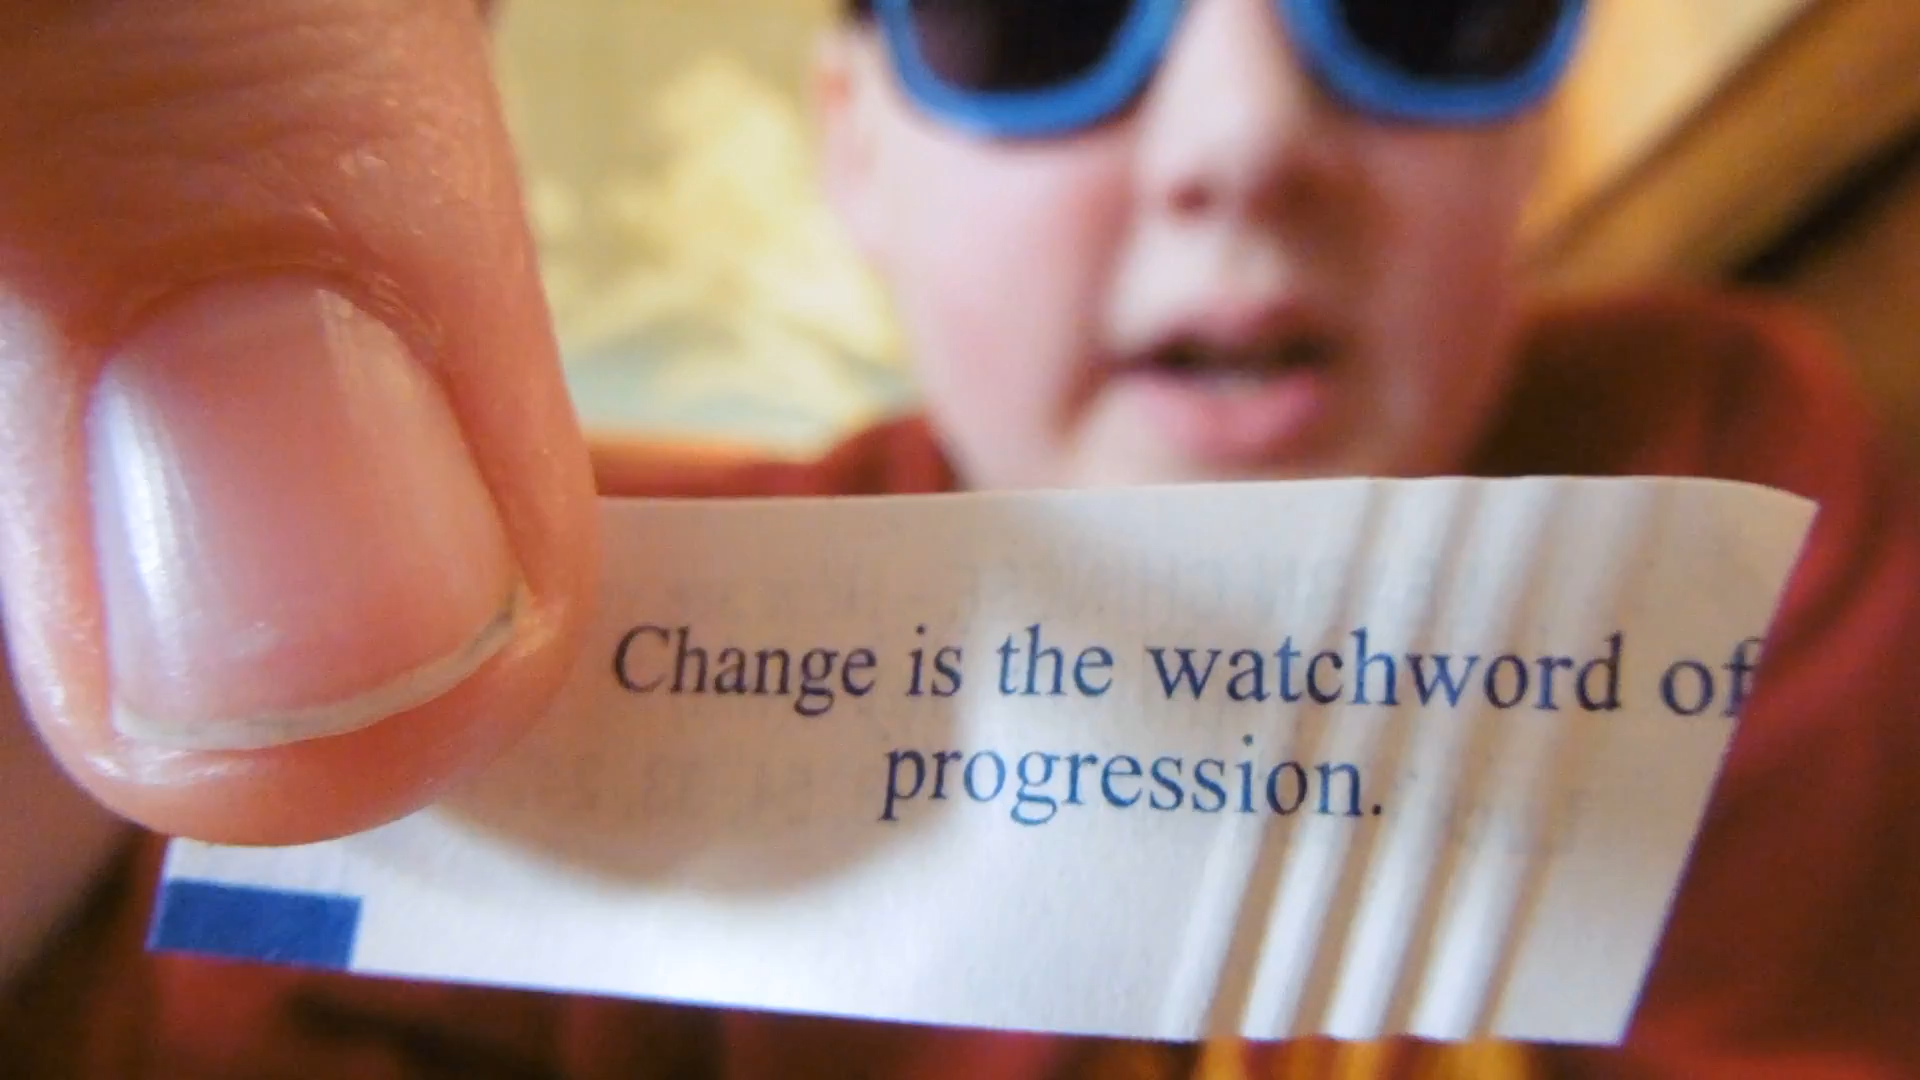 Change is the watchword of
progression.